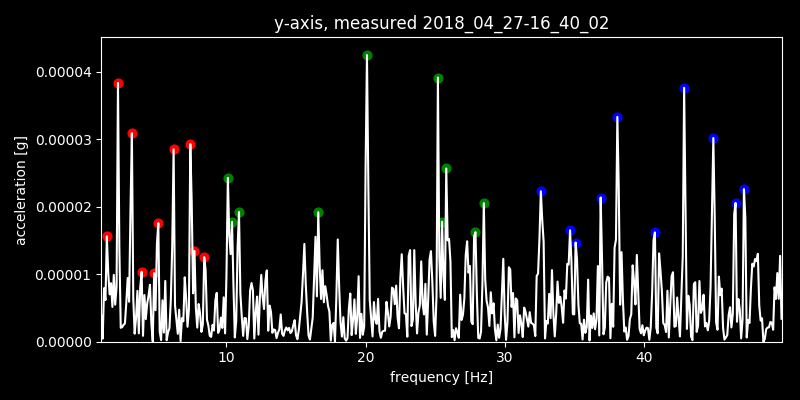 y-axis, measured 2018_04_27-16_40_02
0.00004
0.00003
0.00002
0.00001
0.00000
acceleration [g]
10 20 30 40
frequency [Hz]